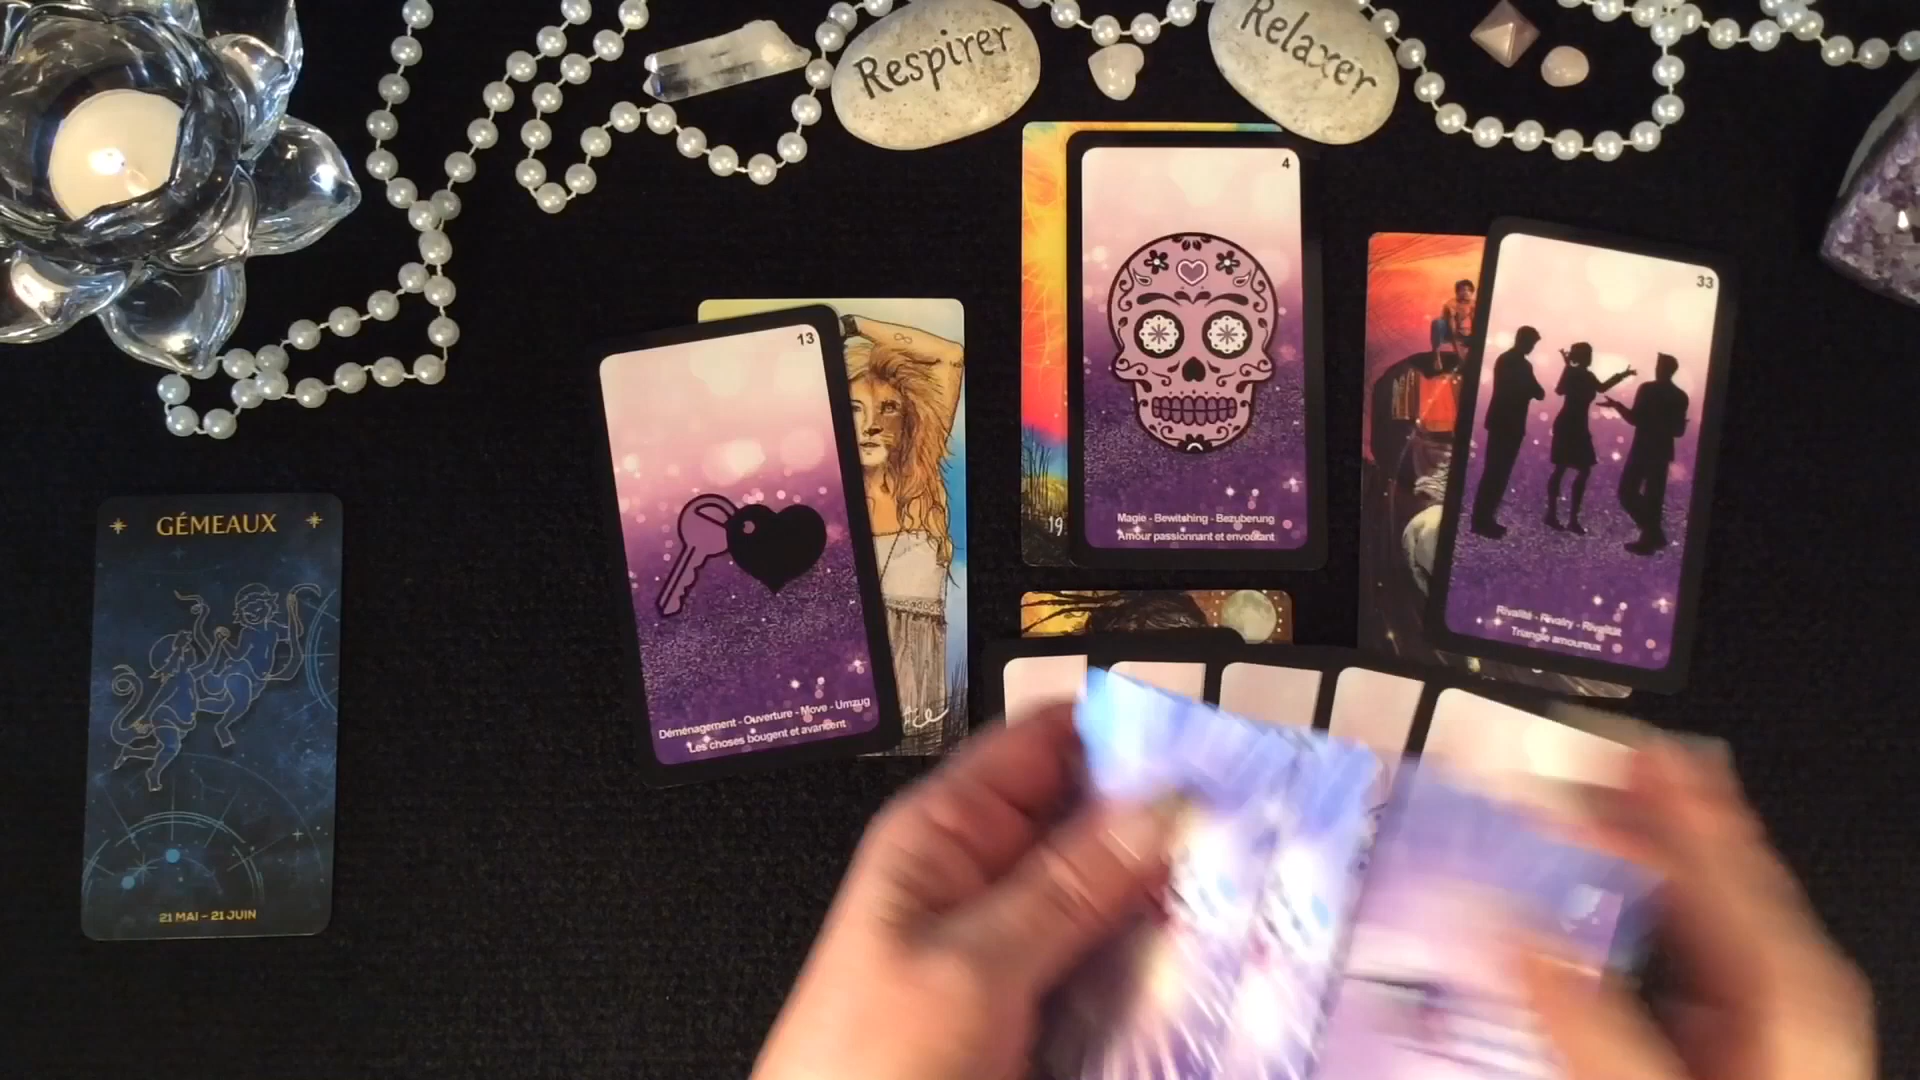 Respirer
Relaxer
4
Magie - Bewitshing - Bezuberung
Amour passionnant et envoûtant
19
33
Rivalité - Rivalry - Rivalität
Triangle amoureux
13
Déménagement - Ouverture - Move - Umzug
Les choses bougent et avancent
GÉMEAUX
21 MAI – 21 JUIN